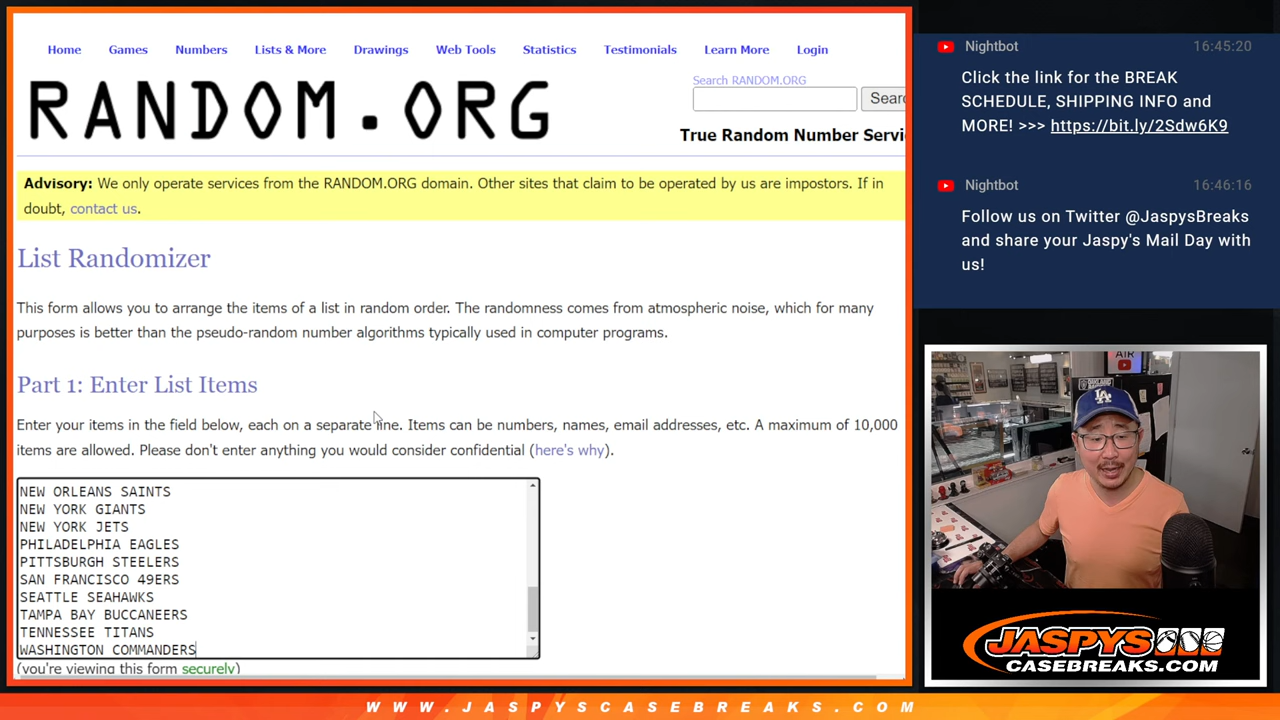 Home Games Numbers Lists & More Drawings Web Tools Statistics Testimonials Learn More Login
RANDOM.ORG
Search RANDOM.ORG
Searc
True Random Number Servi
Advisory: We only operate services from the RANDOM.ORG domain. Other sites that claim to be operated by us are impostors. If in
doubt, contact us.
List Randomizer
This form allows you to arrange the items of a list in random order. The randomness comes from atmospheric noise, which for many
purposes is better than the pseudo-random number algorithms typically used in computer programs.
Part 1: Enter List Items
Enter your items in the field below, each on a separate line. Items can be numbers, names, email addresses, etc. A maximum of 10,000
items are allowed. Please don't enter anything you would consider confidential (here's why).
NEW ORLEANS SAINTS
NEW YORK GIANTS
NEW YORK JETS
PHILADELPHIA EAGLES
PITTSBURGH STEELERS
SAN FRANCISCO 49ERS
SEATTLE SEAHAWKS
TAMPA BAY BUCCANEERS
TENNESSEE TITANS
WASHINGTON COMMANDERS
(you're viewing this form securely)
Nightbot 16:45:20
Click the link for the BREAK
SCHEDULE, SHIPPING INFO and
MORE! >>> https://bit.ly/2Sdw6K9
Nightbot 16:46:16
Follow us on Twitter @JaspysBreaks
and share your Jaspy's Mail Day with
us!
AIR
LA
JASPYS
CASEBREAKS.COM
WWW.JASPYSCASEBREAKS.COM